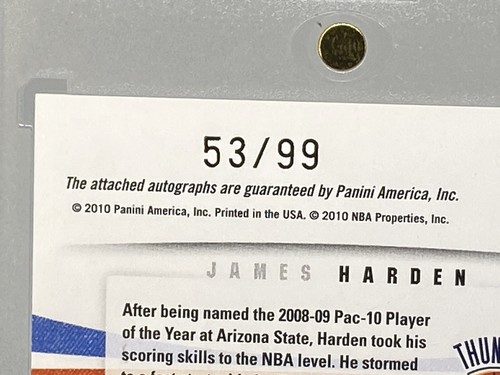 53/99
The attached autographs are guaranteed by Panini America, Inc.
© 2010 Panini America, Inc. Printed in the USA. © 2010 NBA Properties, Inc.
JAMES HARDEN
After being named the 2008-09 Pac-10 Player
of the Year at Arizona State, Harden took his
scoring skills to the NBA level. He stormed
THUN